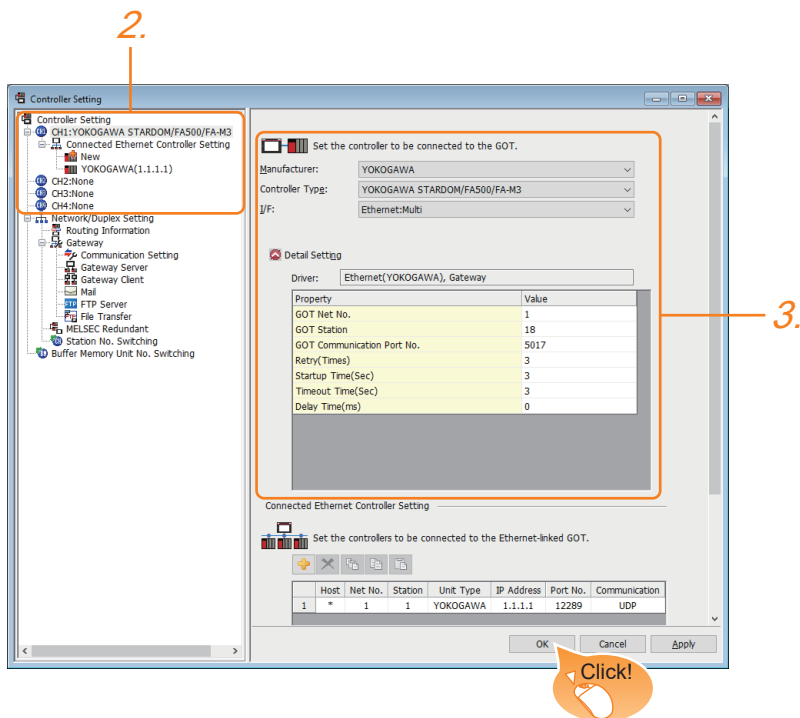 2.
Controller Setting
Controller Setting
CH1:YOKOGAWA STARDOM/FA500/FA-M3
Connected Ethernet Controller Setting
New
YOKOGAWA(1.1.1.1)
CH2:None
CH3:None
CH4:None
Network/Duplex Setting
Routing Information
Gateway
Communication Setting
Gateway Server
Gateway Client
Mail
FTP Server
File Transfer
MELSEC Redundant
Station No. Switching
Buffer Memory Unit No. Switching
Set the controller to be connected to the GOT.
Manufacturer: YOKOGAWA
Controller Type: YOKOGAWA STARDOM/FA500/FA-M3
I/F: Ethernet:Multi
Detail Setting
Driver: Ethernet(YOKOGAWA), Gateway
Property Value
GOT Net No. 1
GOT Station 18
GOT Communication Port No. 5017
Retry(Times) 3
Startup Time(Sec) 3
Timeout Time(Sec) 3
Delay Time(ms) 0
3.
Connected Ethernet Controller Setting
Set the controllers to be connected to the Ethernet-linked GOT.
Host Net No. Station Unit Type IP Address Port No. Communication
1 * 1 1 YOKOGAWA 1.1.1.1 12289 UDP
OK Cancel Apply
Click!